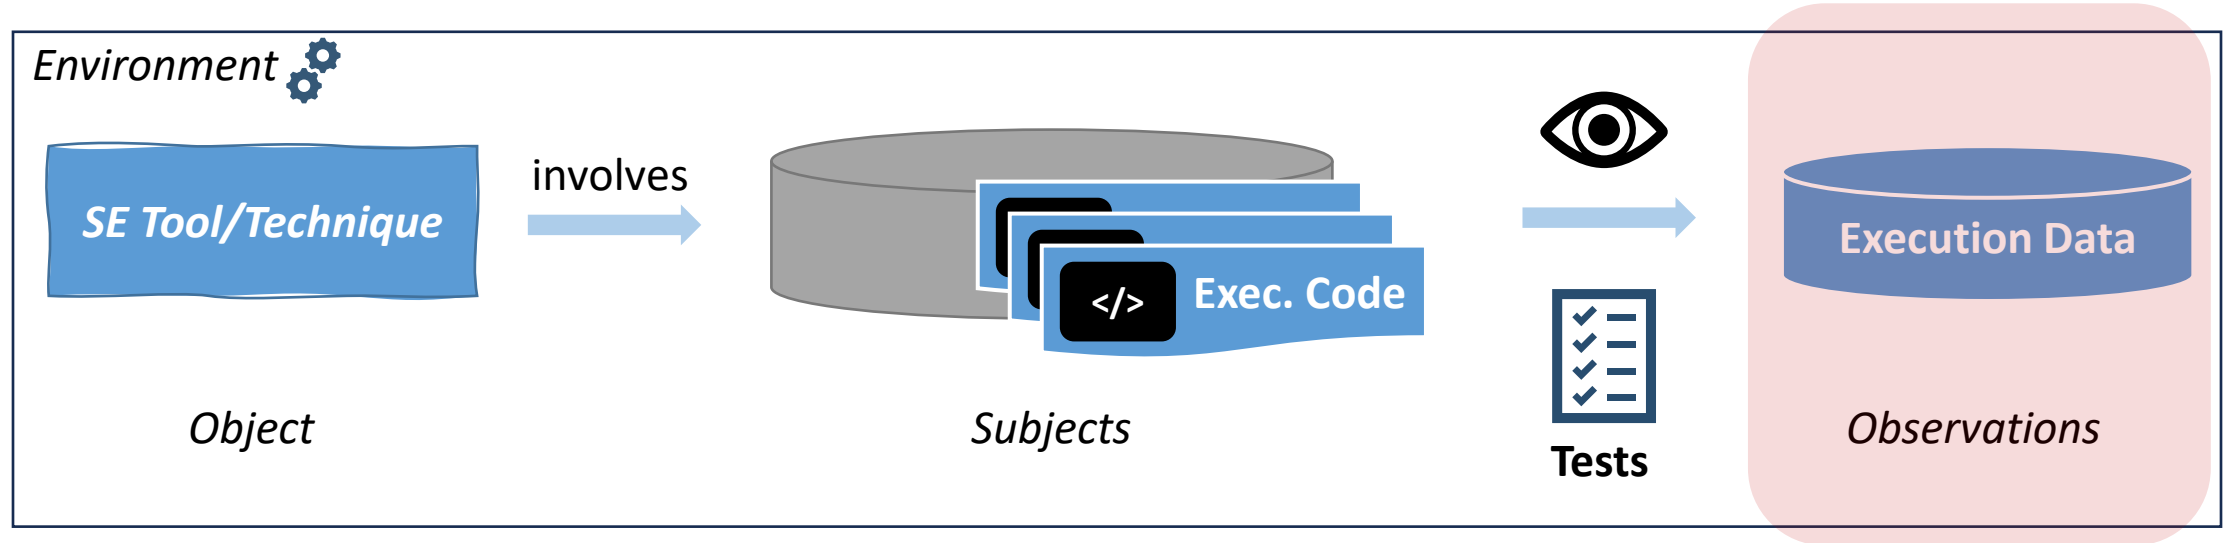 Environment
SE Tool/Technique
involves
</> Exec. Code
Execution Data
Object
Subjects
Tests
Observations